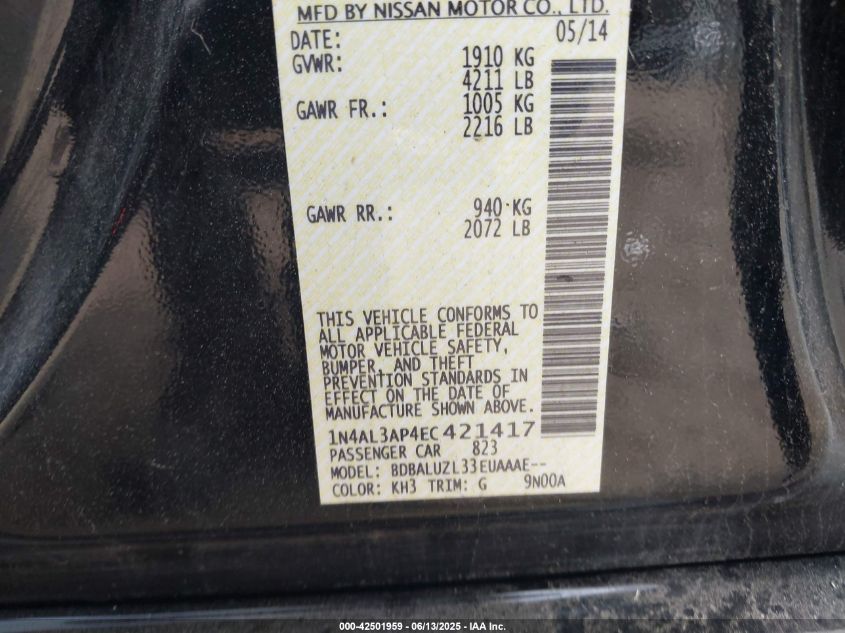 MFD BY NISSAN MOTOR CO., LTD.
DATE: 05/14
GVWR: 1910 KG
4211 LB
GAWR FR.: 1005 KG
2216 LB
GAWR RR.: 940 KG
2072 LB
THIS VEHICLE CONFORMS TO
ALL APPLICABLE FEDERAL
MOTOR VEHICLE SAFETY,
BUMPER, AND THEFT
PREVENTION STANDARDS IN
EFFECT ON THE DATE OF
MANUFACTURE SHOWN ABOVE.
1N4AL3AP4EC421417
PASSENGER CAR 823
MODEL: BDBALUZL33EUAAAE--
COLOR: KH3 TRIM: G 9N00A
000-42501959 - 06/13/2025 - IAA Inc.